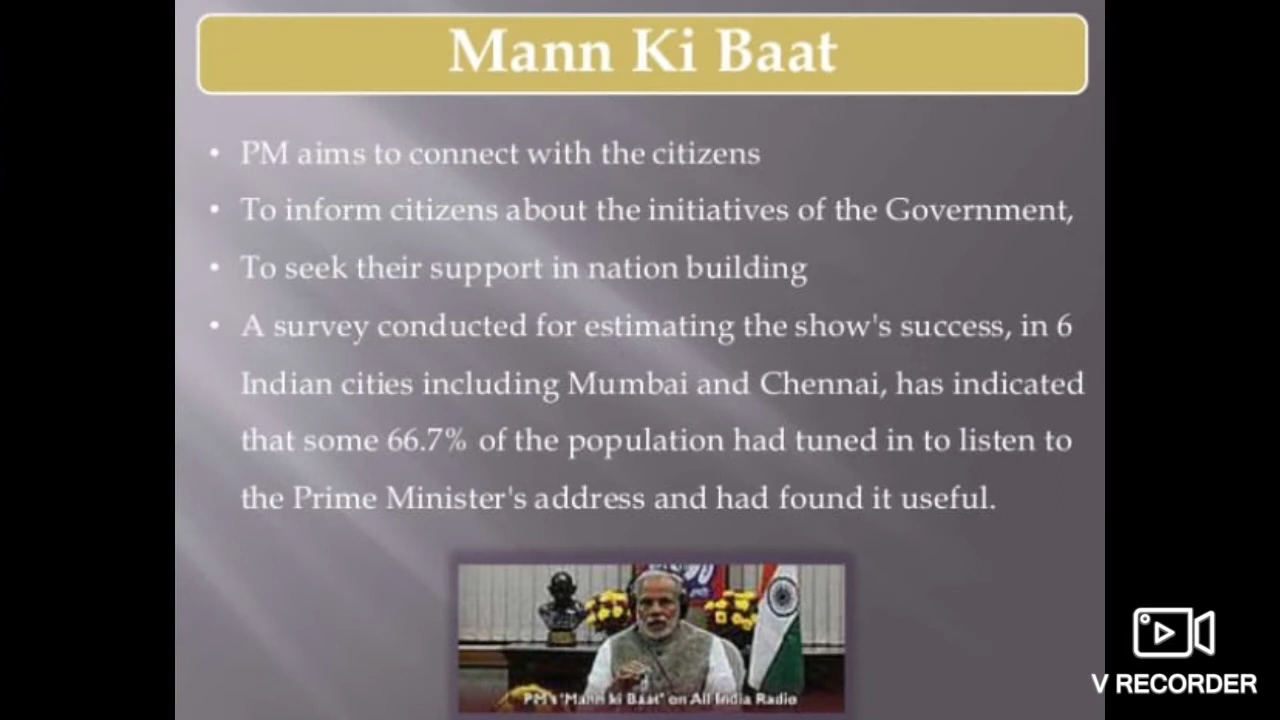 Mann Ki Baat
• PM aims to connect with the citizens
• To inform citizens about the initiatives of the Government,
• To seek their support in nation building
• A survey conducted for estimating the show's success, in 6
Indian cities including Mumbai and Chennai, has indicated
that some 66.7% of the population had tuned in to listen to
the Prime Minister's address and had found it useful.
PM's "Mann ki Baat" on All India Radio
V RECORDER